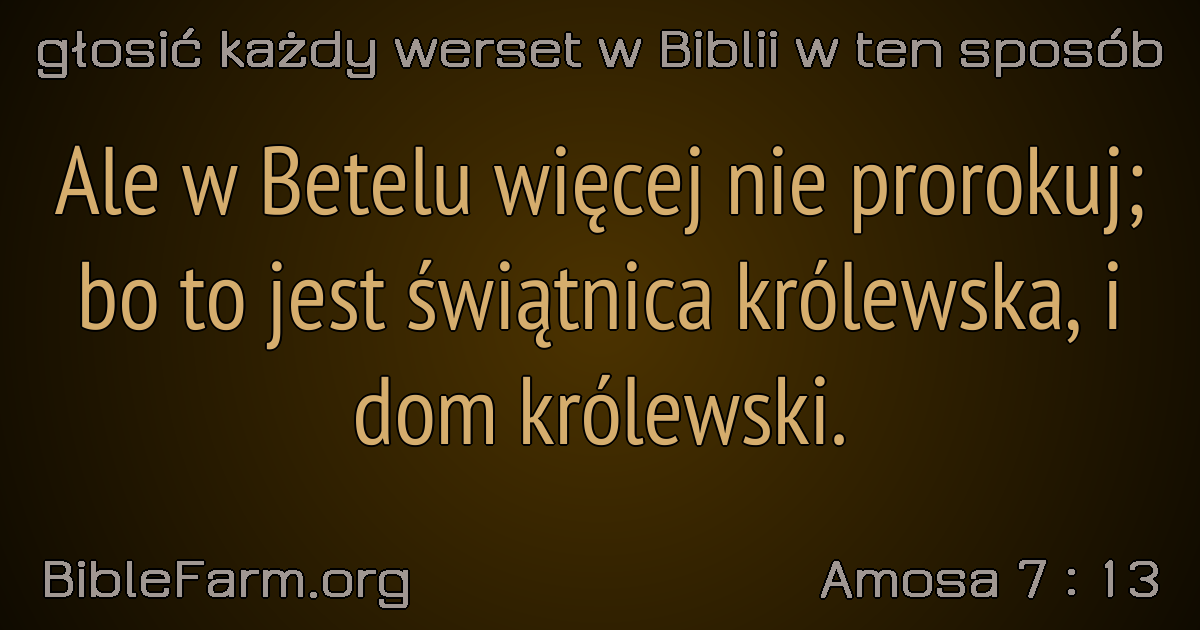 głosić każdy werset w Biblii w ten sposób
Ale w Betelu więcej nie prorokuj;
bo to jest świątnica królewska, i
dom królewski.
BibleFarm.org
Amosa 7 : 13